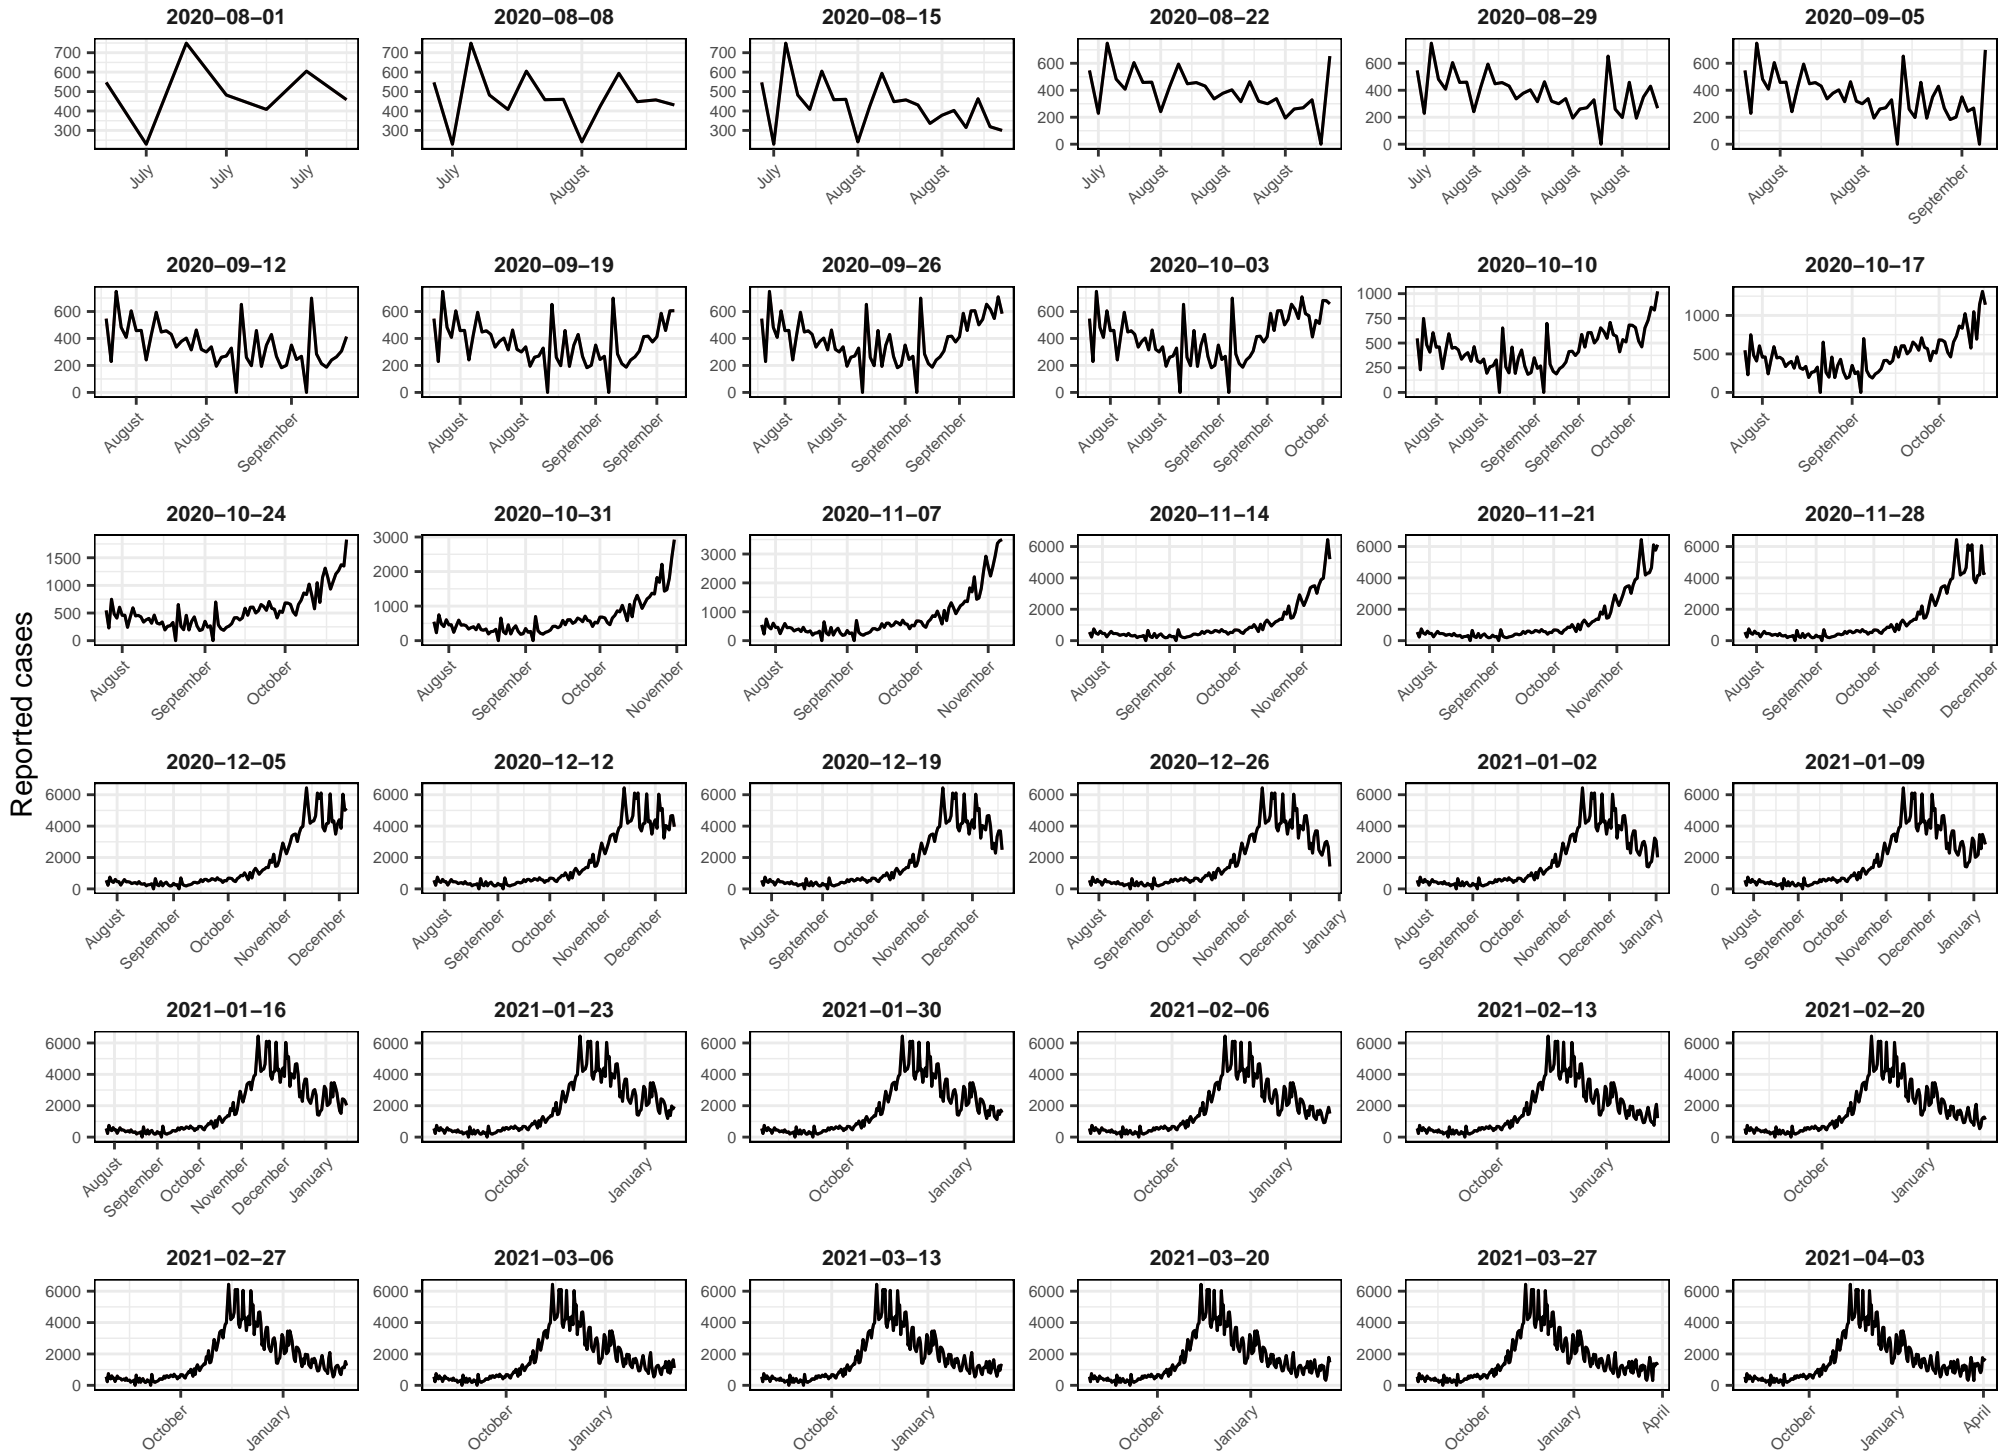 2020−08−01 2020−08−08 2020−08−15 2020−08−22 2020−08−29 2020−09−05
700 700 700
600 600 600 600 600 600
500 500 500
400 400 400 400 400 400
300 300 300 200 200 200
0 0 0
July July July July August July August August July August August August July August August August August August August September
2020−09−12 2020−09−19 2020−09−26 2020−10−03 2020−10−10 2020−10−17
600 600 600 600 1000 1000
400 400 400 400 750
200 200 200 200 500 500
250
0 0 0 0 0 0
August August September August August September September August August September September August August September September October August August September September October August September October
2020−10−24 2020−10−31 2020−11−07 2020−11−14 2020−11−21 2020−11−28
1500 3000 3000 6000 6000 6000
1000 2000 2000 4000 4000 4000
500 1000 1000 2000 2000 2000
0 0 0 0 0 0
August September October August September October November August September October November August September October November August September October November August September October November December
Reported cases
2020−12−05 2020−12−12 2020−12−19 2020−12−26 2021−01−02 2021−01−09
6000 6000 6000 6000 6000 6000
4000 4000 4000 4000 4000 4000
2000 2000 2000 2000 2000 2000
0 0 0 0 0 0
August September October November December August September October November December August September October November December August September October November December January August September October November December January August September October November December January
2021−01−16 2021−01−23 2021−01−30 2021−02−06 2021−02−13 2021−02−20
6000 6000 6000 6000 6000 6000
4000 4000 4000 4000 4000 4000
2000 2000 2000 2000 2000 2000
0 0 0 0 0 0
August September October November December January October January October January October January October January October January
2021−02−27 2021−03−06 2021−03−13 2021−03−20 2021−03−27 2021−04−03
6000 6000 6000 6000 6000 6000
4000 4000 4000 4000 4000 4000
2000 2000 2000 2000 2000 2000
0 0 0 0 0 0
October January October January October January October January October January April October January April